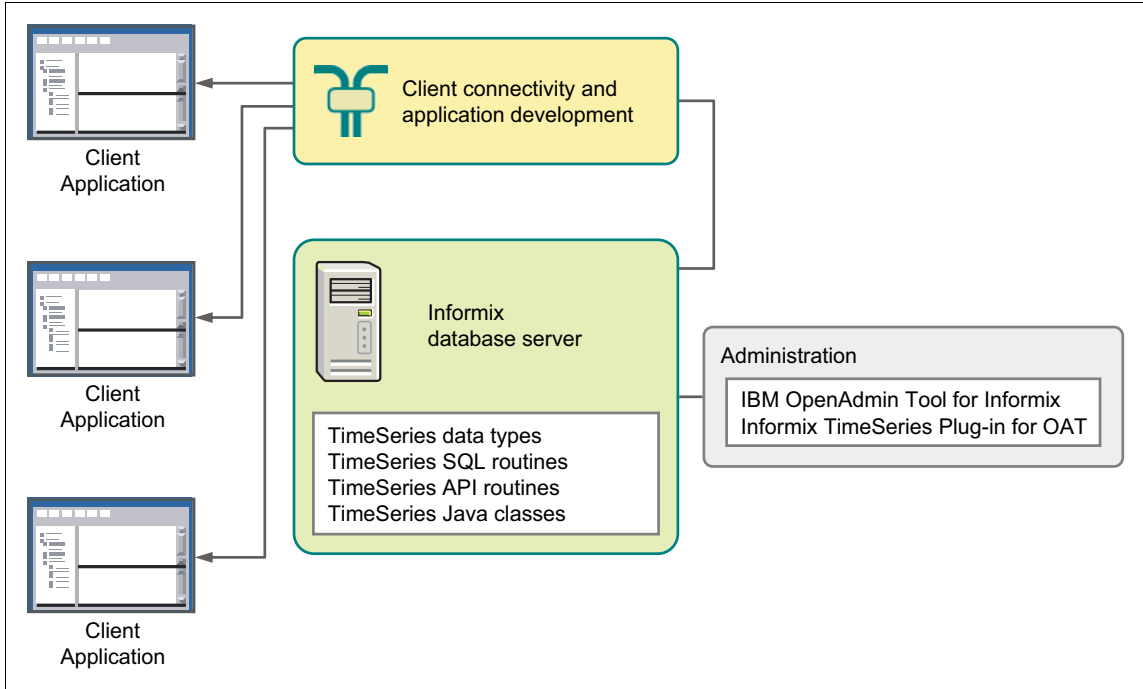 Client connectivity and
application development
Client
Application
Informix
database server
Client
Application
Administration
IBM OpenAdmin Tool for Informix
Informix TimeSeries Plug-in for OAT
TimeSeries data types
TimeSeries SQL routines
TimeSeries API routines
TimeSeries Java classes
Client
Application